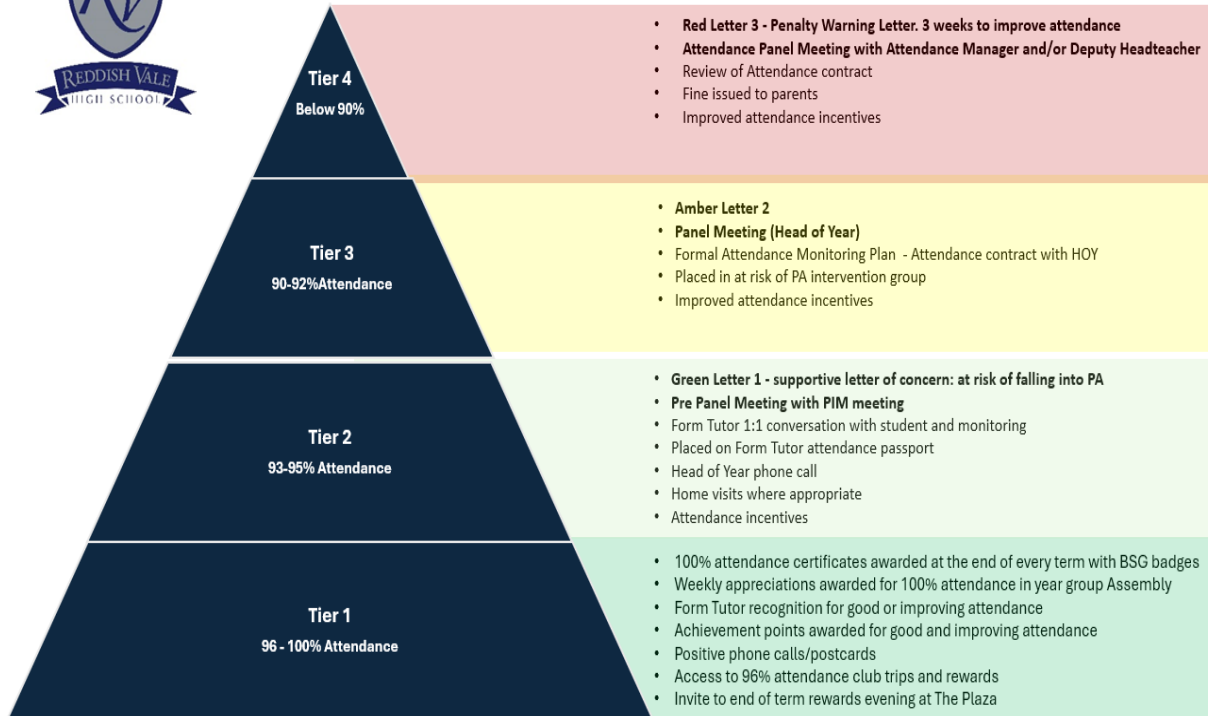 RV
REDDISH VALE
HIGH SCHOOL
Tier 4
Below 90%
• Red Letter 3 - Penalty Warning Letter. 3 weeks to improve attendance
• Attendance Panel Meeting with Attendance Manager and/or Deputy Headteacher
• Review of Attendance contract
• Fine issued to parents
• Improved attendance incentives
Tier 3
90-92%Attendance
• Amber Letter 2
• Panel Meeting (Head of Year)
• Formal Attendance Monitoring Plan - Attendance contract with HOY
• Placed in at risk of PA intervention group
• Improved attendance incentives
Tier 2
93-95% Attendance
• Green Letter 1 - supportive letter of concern: at risk of falling into PA
• Pre Panel Meeting with PIM meeting
• Form Tutor 1:1 conversation with student and monitoring
• Placed on Form Tutor attendance passport
• Head of Year phone call
• Home visits where appropriate
• Attendance incentives
Tier 1
96 - 100% Attendance
• 100% attendance certificates awarded at the end of every term with BSG badges
• Weekly appreciations awarded for 100% attendance in year group Assembly
• Form Tutor recognition for good or improving attendance
• Achievement points awarded for good and improving attendance
• Positive phone calls/postcards
• Access to 96% attendance club trips and rewards
• Invite to end of term rewards evening at The Plaza